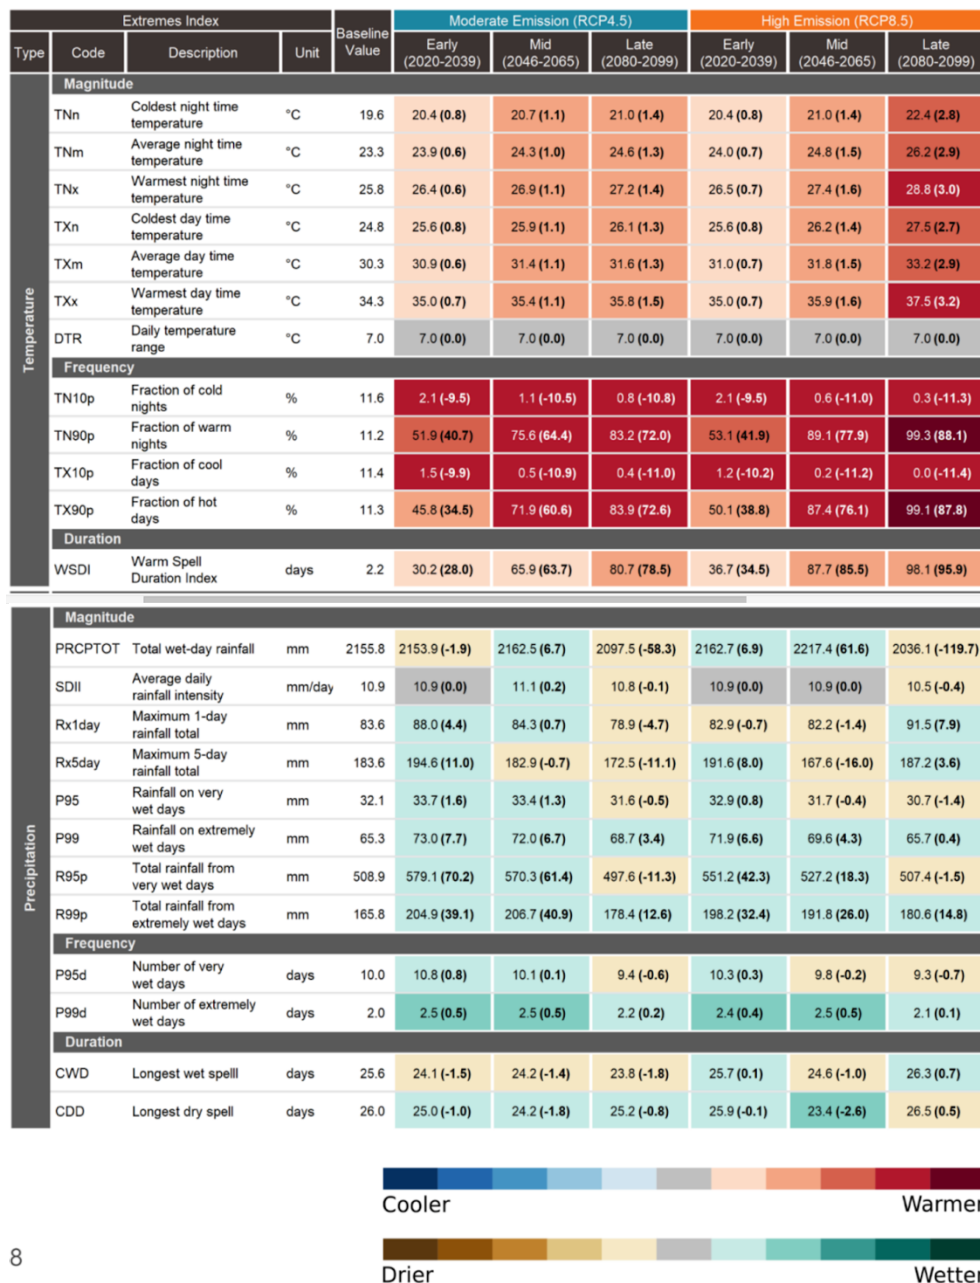 Extremes Index Baseline Value Moderate Emission (RCP4.5) High Emission (RCP8.5)
Type Code Description Unit Early (2020-2039) Mid (2046-2065) Late (2080-2099) Early (2020-2039) Mid (2046-2065) Late (2080-2099)
Temperature
Magnitude
TNn Coldest night time temperature °C 19.6 20.4 (0.8) 20.7 (1.1) 21.0 (1.4) 20.4 (0.8) 21.0 (1.4) 22.4 (2.8)
TNm Average night time temperature °C 23.3 23.9 (0.6) 24.3 (1.0) 24.6 (1.3) 24.0 (0.7) 24.8 (1.5) 26.2 (2.9)
TNx Warmest night time temperature °C 25.8 26.4 (0.6) 26.9 (1.1) 27.2 (1.4) 26.5 (0.7) 27.4 (1.6) 28.8 (3.0)
TXn Coldest day time temperature °C 24.8 25.6 (0.8) 25.9 (1.1) 26.1 (1.3) 25.6 (0.8) 26.2 (1.4) 27.5 (2.7)
TXm Average day time temperature °C 30.3 30.9 (0.6) 31.4 (1.1) 31.6 (1.3) 31.0 (0.7) 31.8 (1.5) 33.2 (2.9)
TXx Warmest day time temperature °C 34.3 35.0 (0.7) 35.4 (1.1) 35.8 (1.5) 35.0 (0.7) 35.9 (1.6) 37.5 (3.2)
DTR Daily temperature range °C 7.0 7.0 (0.0) 7.0 (0.0) 7.0 (0.0) 7.0 (0.0) 7.0 (0.0) 7.0 (0.0)
Frequency
TN10p Fraction of cold nights % 11.6 2.1 (-9.5) 1.1 (-10.5) 0.8 (-10.8) 2.1 (-9.5) 0.6 (-11.0) 0.3 (-11.3)
TN90p Fraction of warm nights % 11.2 51.9 (40.7) 75.6 (64.4) 83.2 (72.0) 53.1 (41.9) 89.1 (77.9) 99.3 (88.1)
TX10p Fraction of cool days % 11.4 1.5 (-9.9) 0.5 (-10.9) 0.4 (-11.0) 1.2 (-10.2) 0.2 (-11.2) 0.0 (-11.4)
TX90p Fraction of hot days % 11.3 45.8 (34.5) 71.9 (60.6) 83.9 (72.6) 50.1 (38.8) 87.4 (76.1) 99.1 (87.8)
Duration
WSDI Warm Spell Duration Index days 2.2 30.2 (28.0) 65.9 (63.7) 80.7 (78.5) 36.7 (34.5) 87.7 (85.5) 98.1 (95.9)
Precipitation
Magnitude
PRCPTOT Total wet-day rainfall mm 2155.8 2153.9 (-1.9) 2162.5 (6.7) 2097.5 (-58.3) 2162.7 (6.9) 2217.4 (61.6) 2036.1 (-119.7)
SDII Average daily rainfall intensity mm/day 10.9 10.9 (0.0) 11.1 (0.2) 10.8 (-0.1) 10.9 (0.0) 10.9 (0.0) 10.5 (-0.4)
Rx1day Maximum 1-day rainfall total mm 83.6 88.0 (4.4) 84.3 (0.7) 78.9 (-4.7) 82.9 (-0.7) 82.2 (-1.4) 91.5 (7.9)
Rx5day Maximum 5-day rainfall total mm 183.6 194.6 (11.0) 182.9 (-0.7) 172.5 (-11.1) 191.6 (8.0) 167.6 (-16.0) 187.2 (3.6)
P95 Rainfall on very wet days mm 32.1 33.7 (1.6) 33.4 (1.3) 31.6 (-0.5) 32.9 (0.8) 31.7 (-0.4) 30.7 (-1.4)
P99 Rainfall on extremely wet days mm 65.3 73.0 (7.7) 72.0 (6.7) 68.7 (3.4) 71.9 (6.6) 69.6 (4.3) 65.7 (0.4)
R95p Total rainfall from very wet days mm 508.9 579.1 (70.2) 570.3 (61.4) 497.6 (-11.3) 551.2 (42.3) 527.2 (18.3) 507.4 (-1.5)
R99p Total rainfall from extremely wet days mm 165.8 204.9 (39.1) 206.7 (40.9) 178.4 (12.6) 198.2 (32.4) 191.8 (26.0) 180.6 (14.8)
Frequency
P95d Number of very wet days days 10.0 10.8 (0.8) 10.1 (0.1) 9.4 (-0.6) 10.3 (0.3) 9.8 (-0.2) 9.3 (-0.7)
P99d Number of extremely wet days days 2.0 2.5 (0.5) 2.5 (0.5) 2.2 (0.2) 2.4 (0.4) 2.5 (0.5) 2.1 (0.1)
Duration
CWD Longest wet spelll days 25.6 24.1 (-1.5) 24.2 (-1.4) 23.8 (-1.8) 25.7 (0.1) 24.6 (-1.0) 26.3 (0.7)
CDD Longest dry spell days 26.0 25.0 (-1.0) 24.2 (-1.8) 25.2 (-0.8) 25.9 (-0.1) 23.4 (-2.6) 26.5 (0.5)
Cooler Warmer
8
Drier Wetter